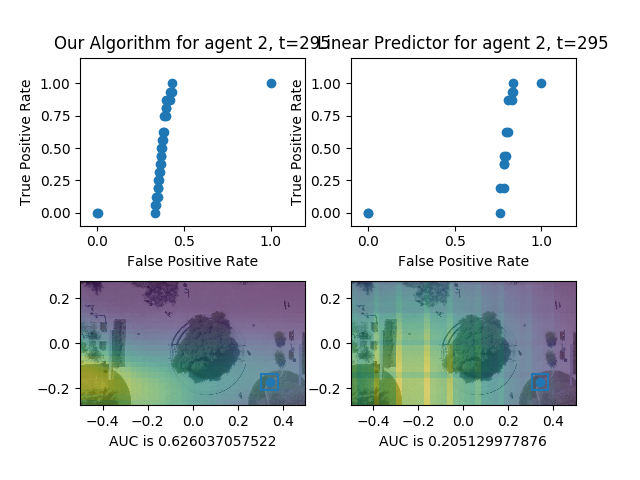 Our Algorithm for agent 2, t=295
Linear Predictor for agent 2, t=295
True Positive Rate
1.00
0.75
0.50
0.25
0.00
0.0 0.5 1.0
False Positive Rate
True Positive Rate
1.00
0.75
0.50
0.25
0.00
0.0 0.5 1.0
False Positive Rate
0.2
0.0
−0.2
−0.4 −0.2 0.0 0.2 0.4
AUC is 0.626037057522
0.2
0.0
−0.2
−0.4 −0.2 0.0 0.2 0.4
AUC is 0.205129977876